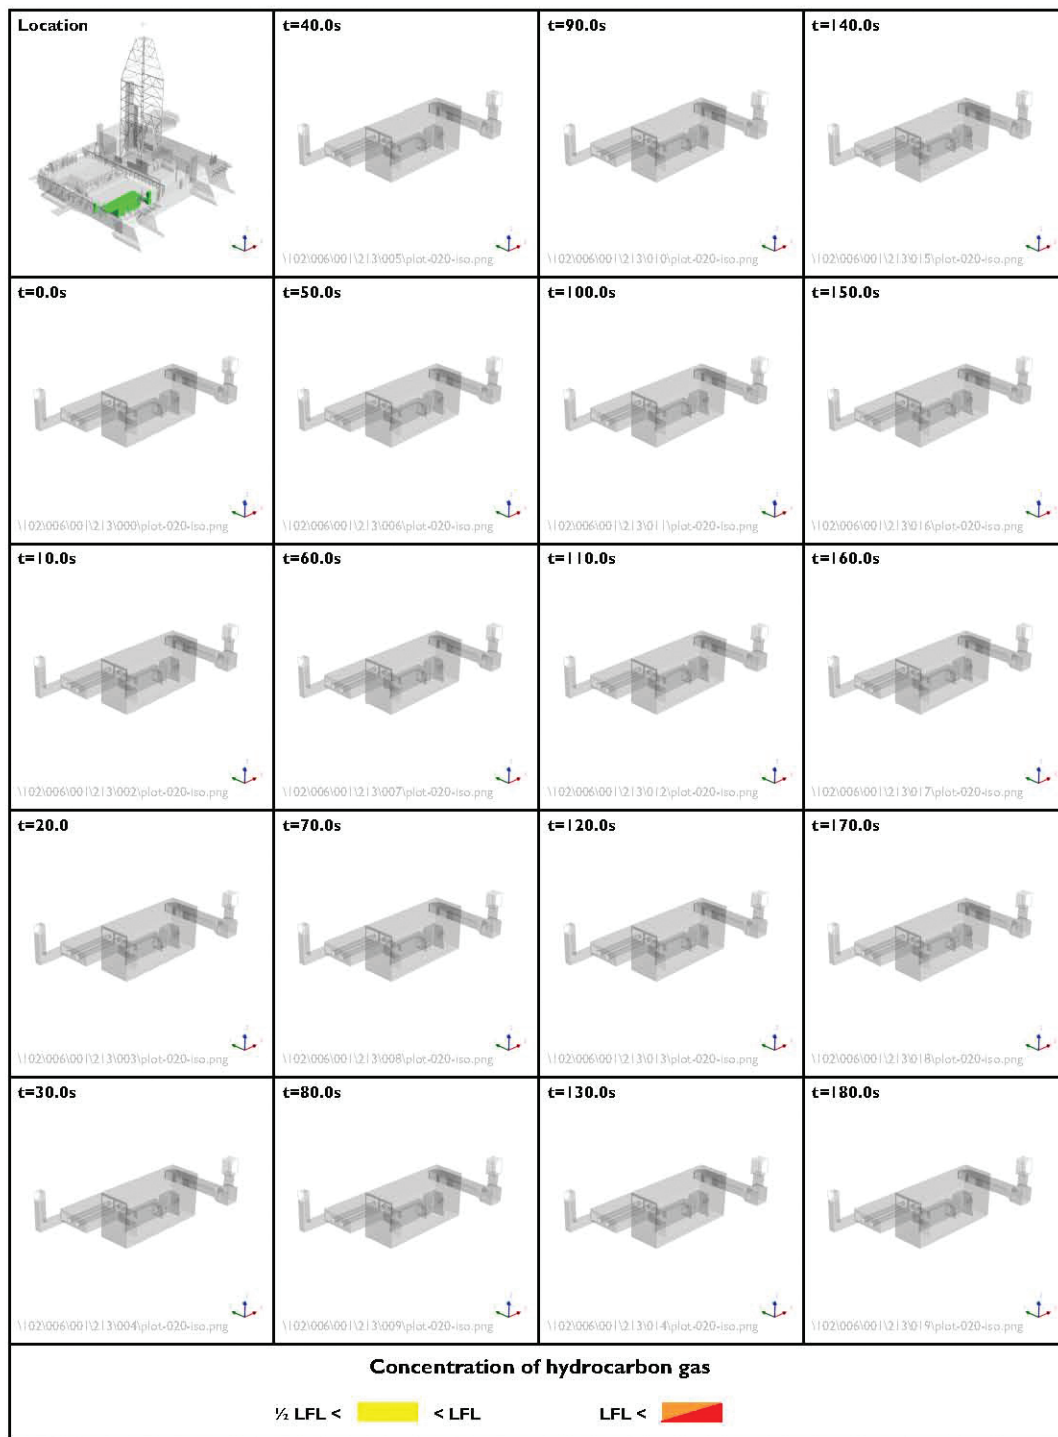 Location
t=40.0s
t=90.0s
t=140.0s
\102\006\001\213\005\plot-020-iso.png
\102\006\001\213\010\plot-020-iso.png
\102\006\001\213\015\plot-020-iso.png
t=0.0s
t=50.0s
t=100.0s
t=150.0s
\102\006\001\213\000\plot-020-iso.png
\102\006\001\213\006\plot-020-iso.png
\102\006\001\213\011\plot-020-iso.png
\102\006\001\213\016\plot-020-iso.png
t=10.0s
t=60.0s
t=110.0s
t=160.0s
\102\006\001\213\002\plot-020-iso.png
\102\006\001\213\007\plot-020-iso.png
\102\006\001\213\012\plot-020-iso.png
\102\006\001\213\017\plot-020-iso.png
t=20.0
t=70.0s
t=120.0s
t=170.0s
\102\006\001\213\003\plot-020-iso.png
\102\006\001\213\008\plot-020-iso.png
\102\006\001\213\013\plot-020-iso.png
\102\006\001\213\018\plot-020-iso.png
t=30.0s
t=80.0s
t=130.0s
t=180.0s
\102\006\001\213\004\plot-020-iso.png
\102\006\001\213\009\plot-020-iso.png
\102\006\001\213\014\plot-020-iso.png
\102\006\001\213\019\plot-020-iso.png
Concentration of hydrocarbon gas
½ LFL < < LFL LFL <